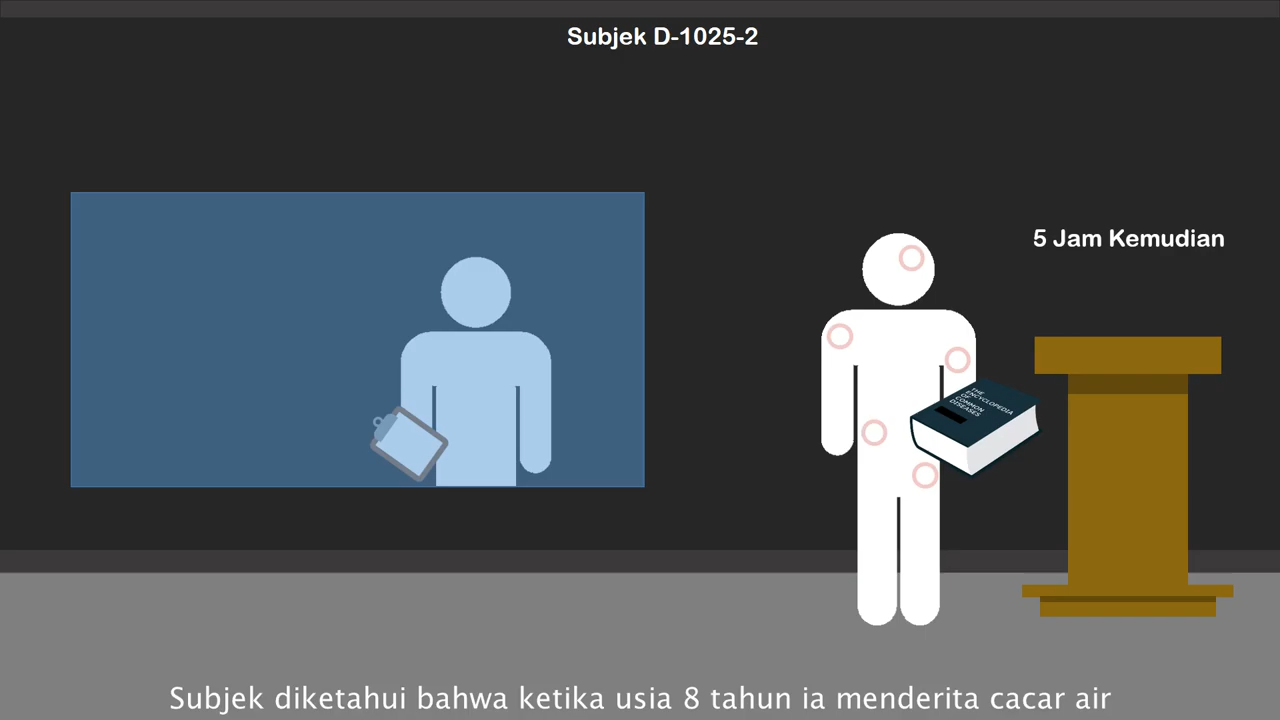 Subjek D-1025-2
5 Jam Kemudian
THE
ENCYCLOPEDIA
OF
COMMON
DISEASES
Subjek diketahui bahwa ketika usia 8 tahun ia menderita cacar air